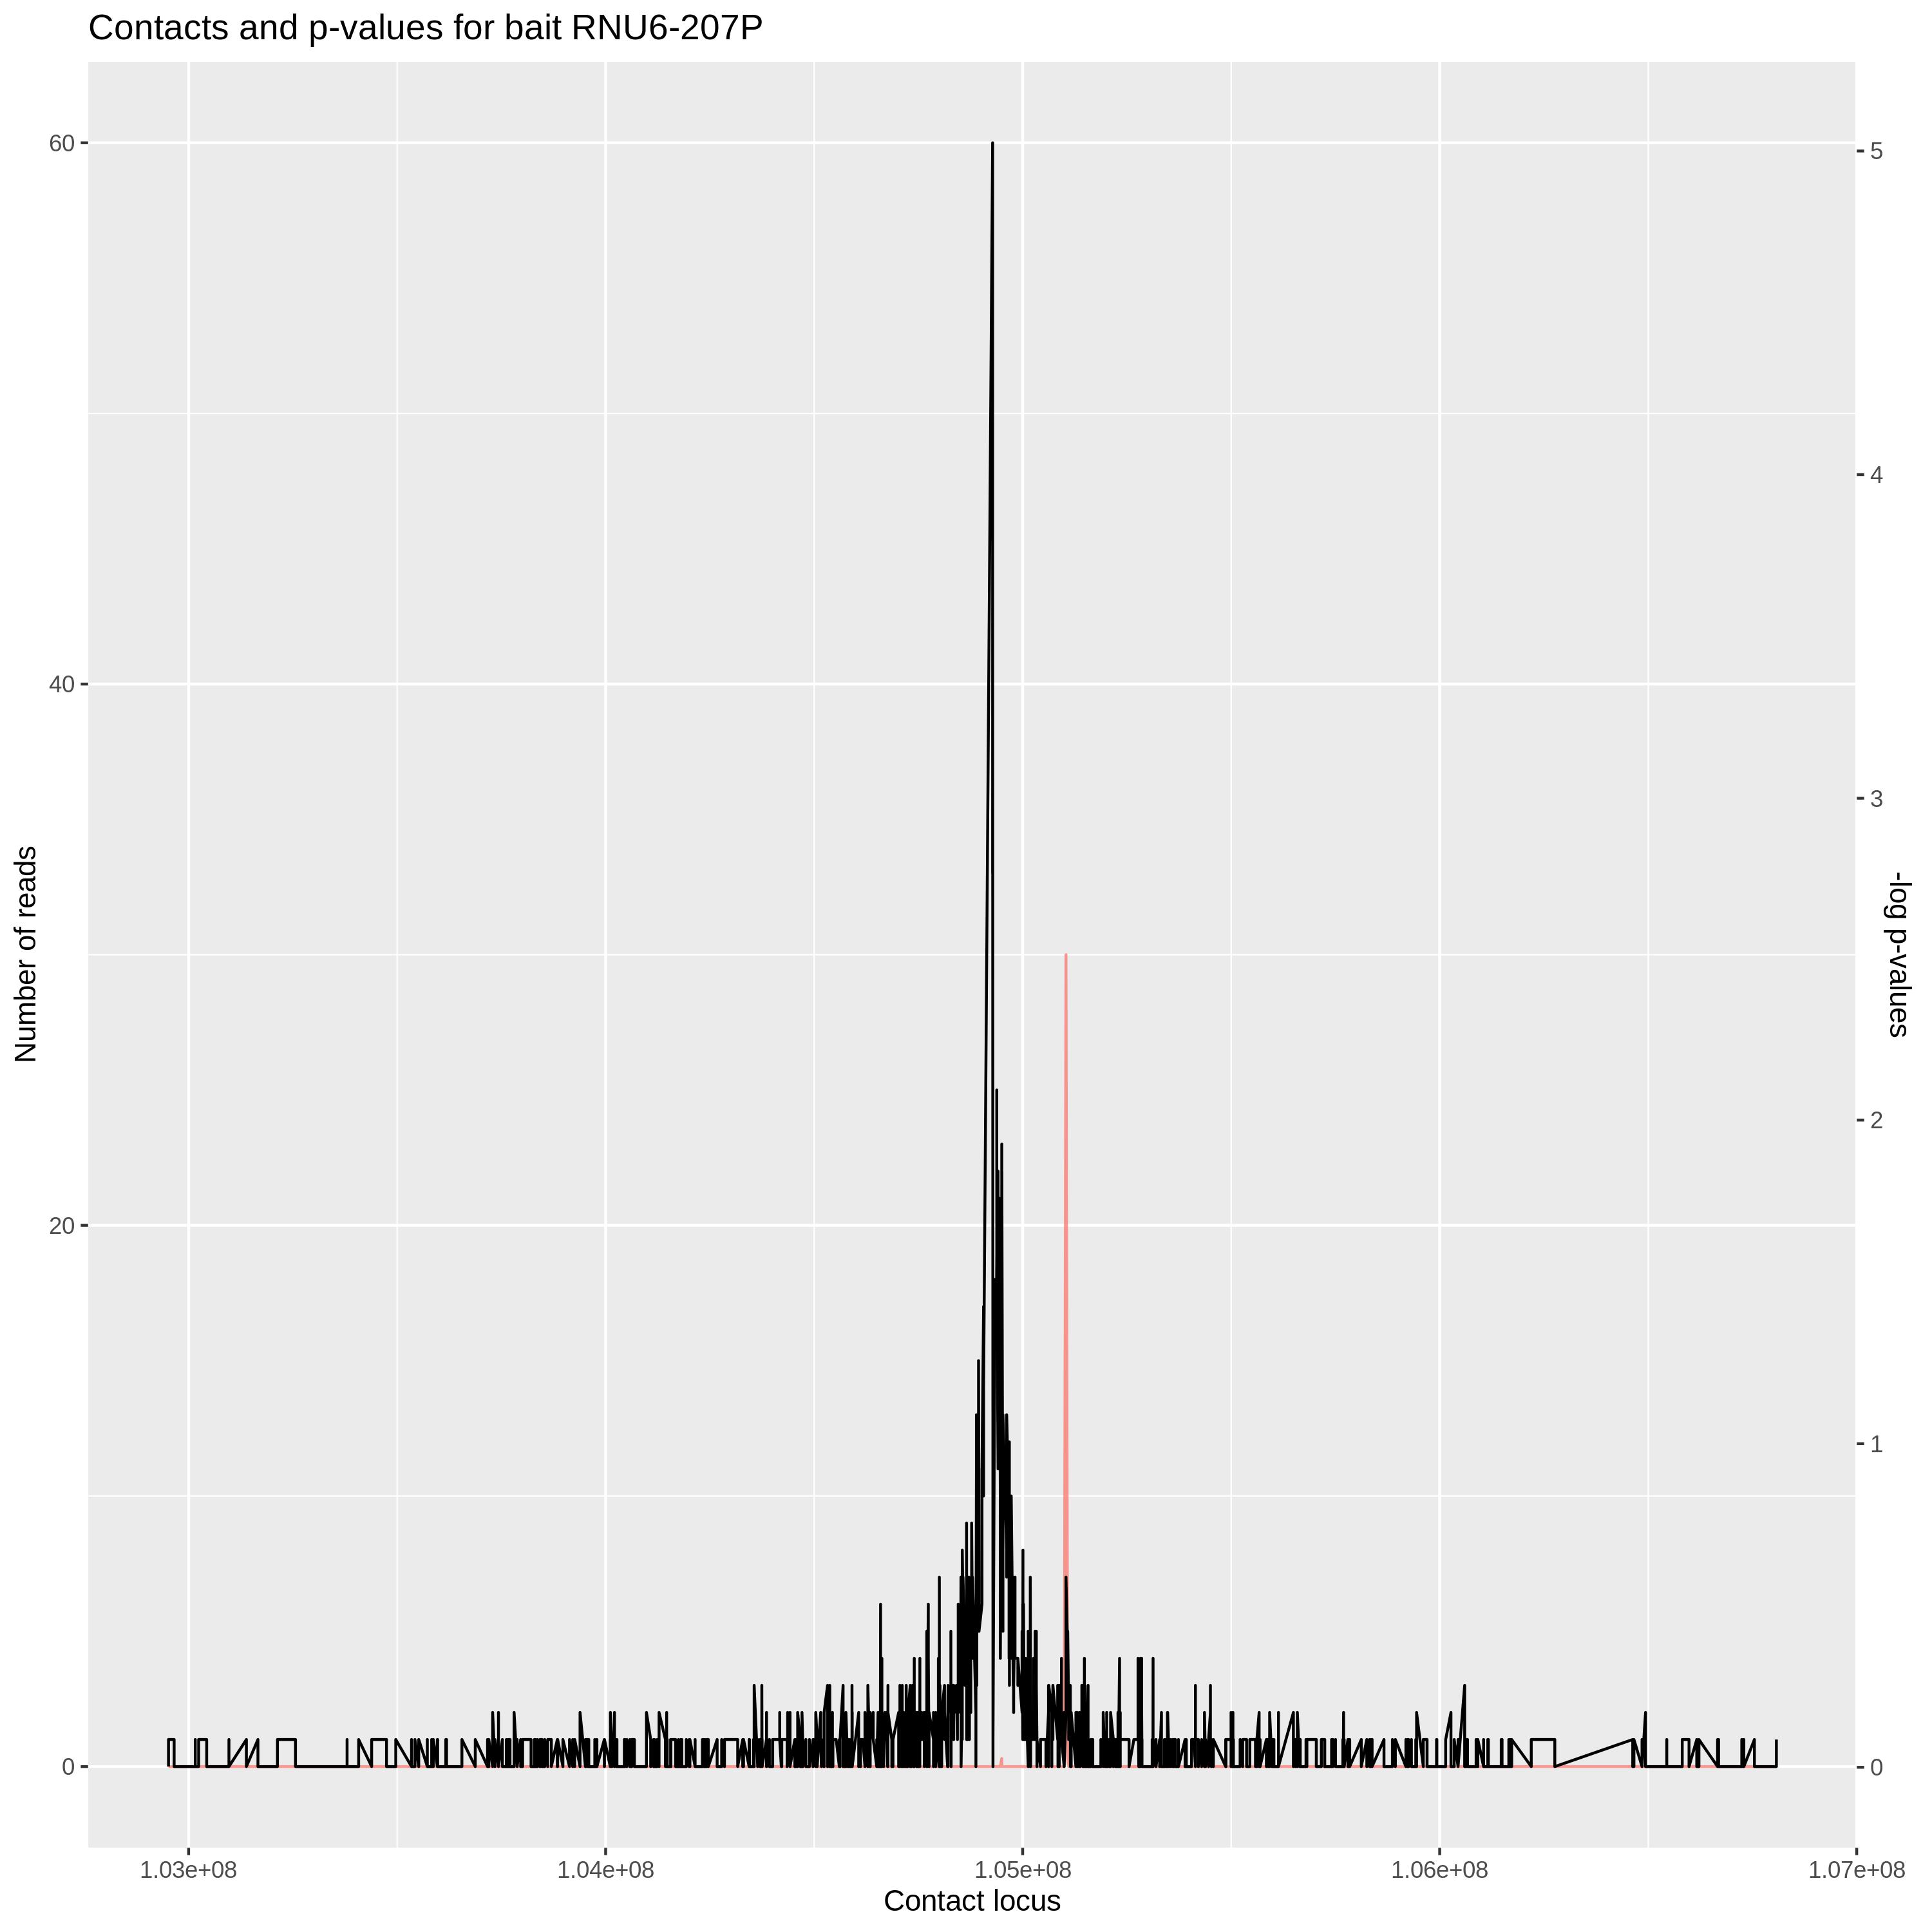 Contacts and p-values for bait RNU6-207P
60
40
20
0
Number of reads
5
4
3
2
1
0
-log p-values
1.03e+08
1.04e+08
1.05e+08
1.06e+08
1.07e+08
Contact locus